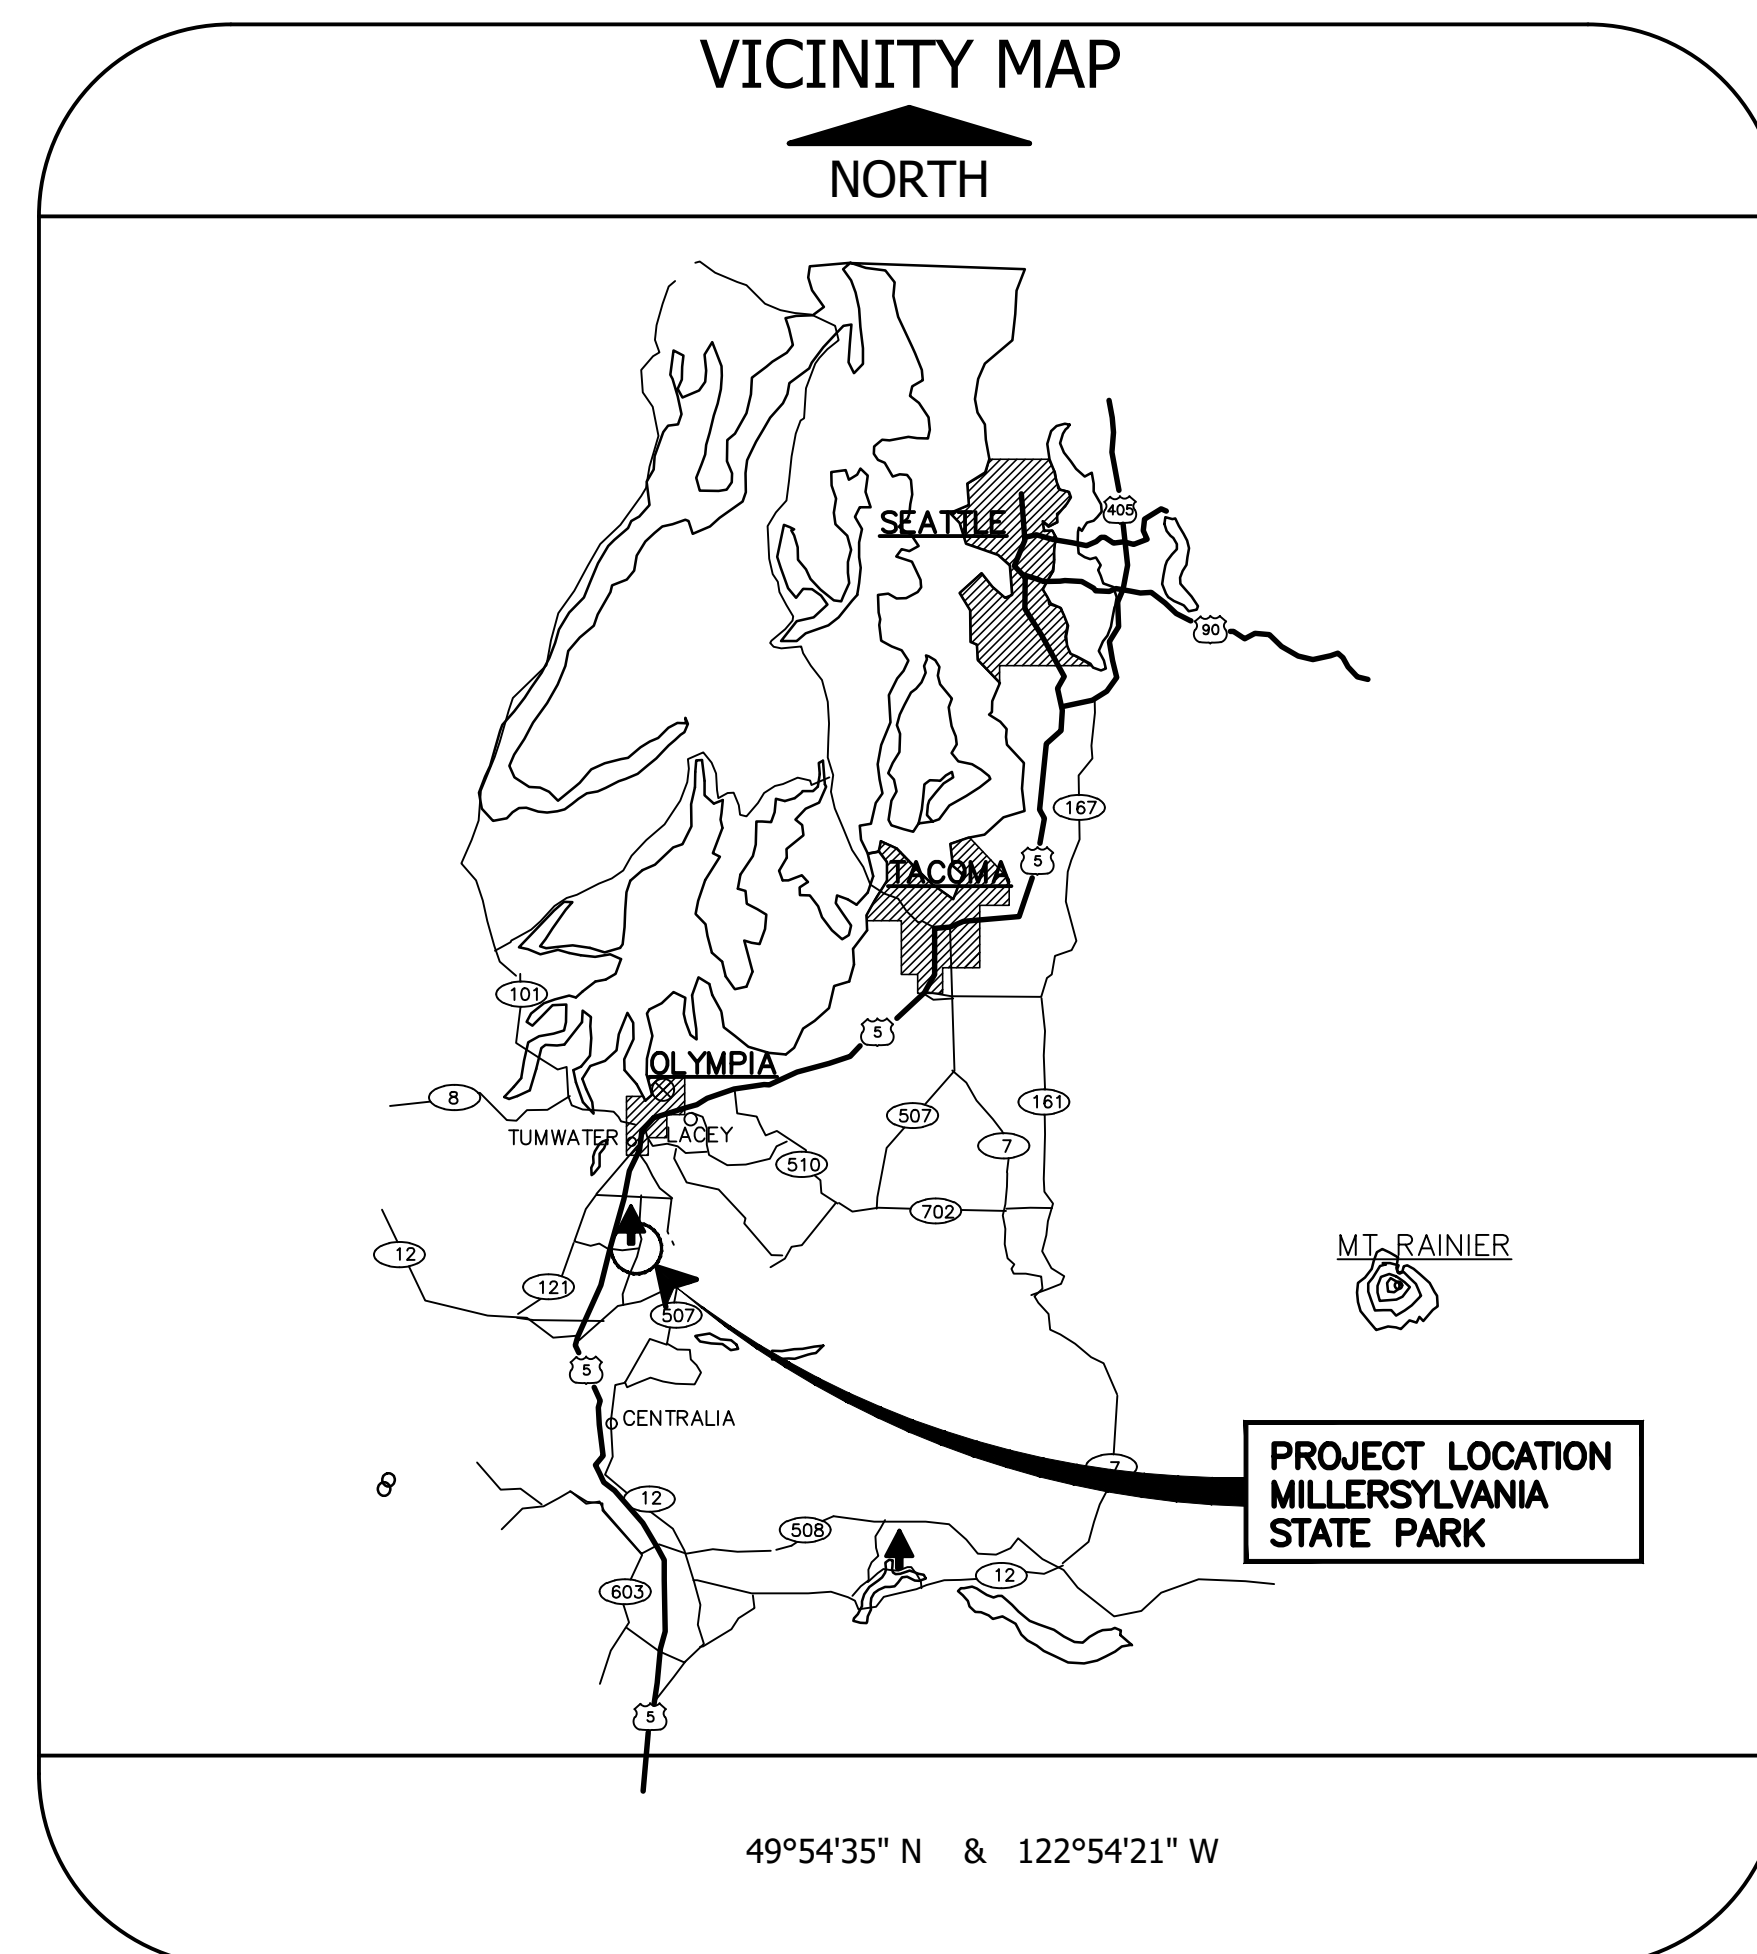 VICINITY MAP
NORTH
405
SEATTLE
90
167
5
TACOMA
101
5
OLYMPIA
8
161
507
TUMWATER
LACEY
7
510
702
MT RAINIER
12
121
507
5
CENTRALIA
PROJECT LOCATION
MILLERSYLVANIA
STATE PARK
7
12
508
12
603
5
49°54'35" N & 122°54'21" W